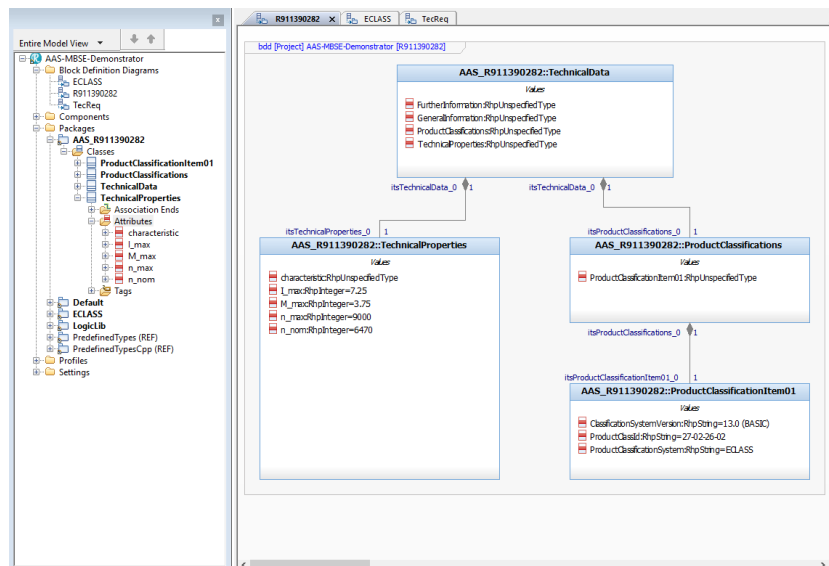 Entire Model View
AAS-MBSE-Demonstrator
Block Definition Diagrams
ECLASS
R911390282
TecReq
Components
Packages
AAS_R911390282
Classes
ProductClassificationItem01
ProductClassifications
TechnicalData
TechnicalProperties
Association Ends
Attributes
characteristic
I_max
M_max
n_max
n_nom
Tags
Default
ECLASS
LogicLib
PredefinedTypes (REF)
PredefinedTypesCpp (REF)
Profiles
Settings
R911390282
ECLASS
TecReq
bdd [Project] AAS-MBSE-Demonstrator [R911390282]
AAS_R911390282::TechnicalData
Values
FurtherInformation:RhpUnspecifiedType
GeneralInformation:RhpUnspecifiedType
ProductClassifications:RhpUnspecifiedType
TechnicalProperties:RhpUnspecifiedType
itsTechnicalData_0 1
itsTechnicalData_0 1
itsTechnicalProperties_0 1
AAS_R911390282::TechnicalProperties
Values
characteristic:RhpUnspecifiedType
I_max:RhpInteger=7.25
M_max:RhpInteger=3.75
n_max:RhpInteger=9000
n_nom:RhpInteger=6470
itsProductClassifications_0 1
AAS_R911390282::ProductClassifications
Values
ProductClassificationItem01:RhpUnspecifiedType
itsProductClassifications_0 1
itsProductClassificationItem01_0 1
AAS_R911390282::ProductClassificationItem01
Values
ClassificationSystemVersion:RhpString=13.0 (BASIC)
ProductClassId:RhpString=27-02-26-02
ProductClassificationSystem:RhpString=ECLASS